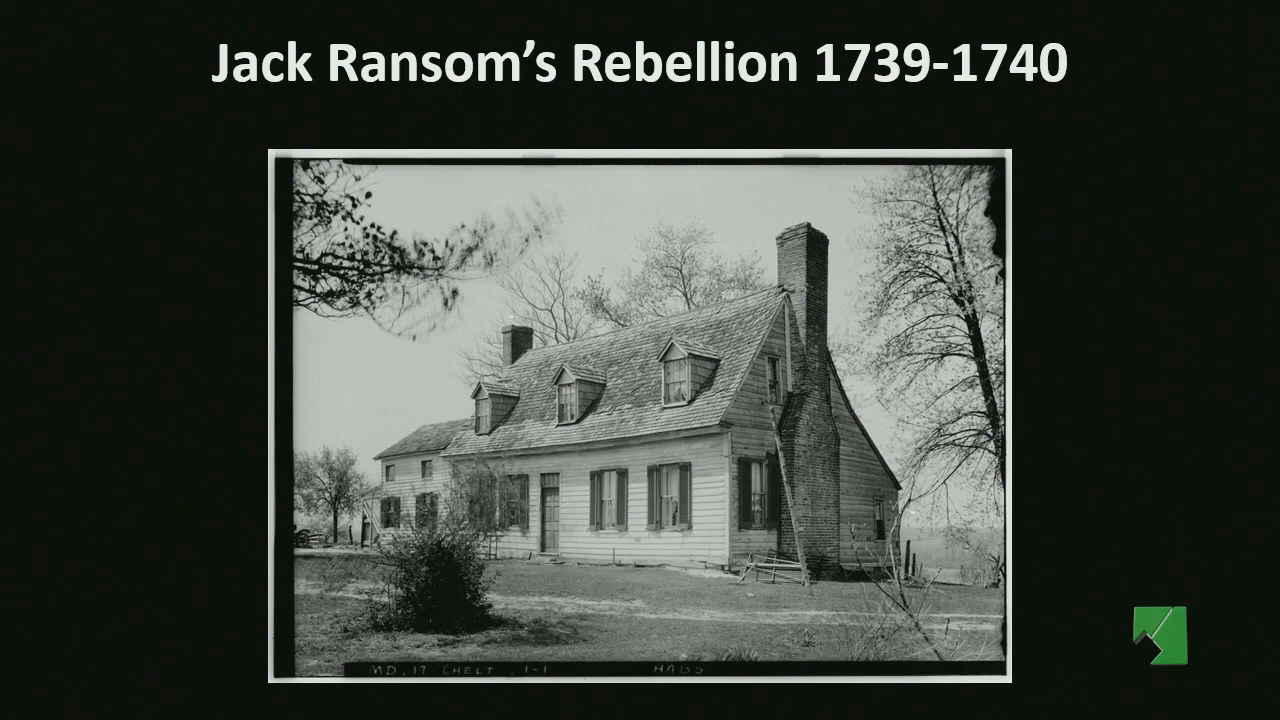 Jack Ransom’s Rebellion 1739-1740
MD, 17-CHELT , 1-1 HABS